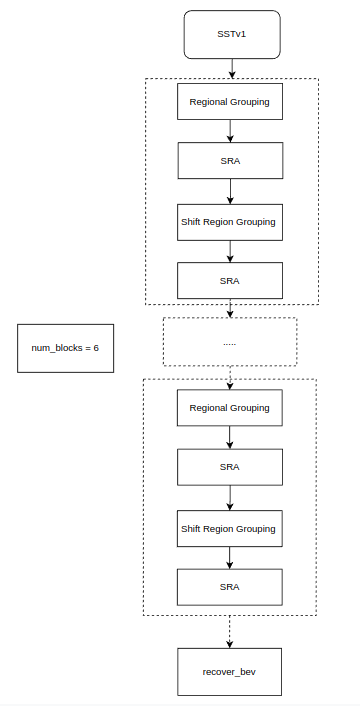 SSTv1
Regional Grouping
SRA
Shift Region Grouping
SRA
num_blocks = 6
.....
Regional Grouping
SRA
Shift Region Grouping
SRA
recover_bev